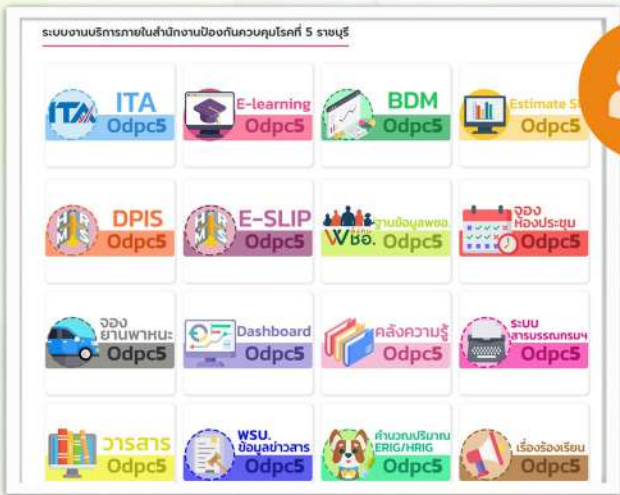 ระบบงานบริการภายในสำนักงานป้องกันควบคุมโรคที่ 5 ราชบุรี
ITA ITA
Odpc5
E-learning
Odpc5
BDM
Odpc5
Estimate
Odpc5
DPIS
Odpc5
E-SLIP
Odpc5
พชอ.
ฐานข้อมูลพชอ.
Odpc5
จอง
ห้องประชุม
Odpc5
จอง
ยานพาหนะ
Odpc5
Dashboard
Odpc5
คลังความรู้
Odpc5
ระบบ
สารบรรณกรมฯ
Odpc5
วารสาร
Odpc5
พรบ.
ข้อมูลข่าวสาร
Odpc5
คำนวณปริมาณ
ERIG/HRIG
Odpc5
เรื่องร้องเรียน
Odpc5